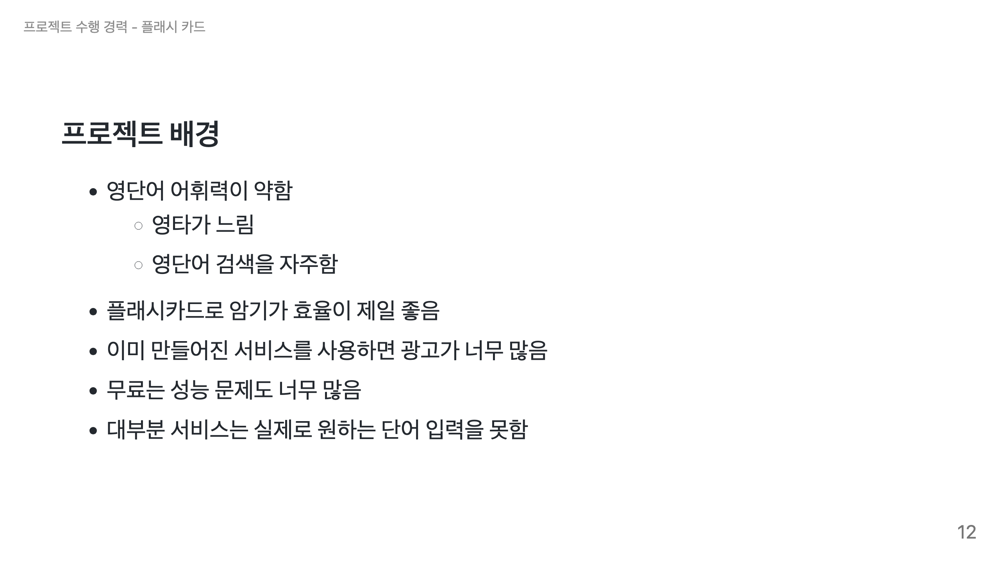 프로젝트 수행 경력 - 플래시 카드
프로젝트 배경
• 영단어 어휘력이 약함
○ 영타가 느림
○ 영단어 검색을 자주함
• 플래시카드로 암기가 효율이 제일 좋음
• 이미 만들어진 서비스를 사용하면 광고가 너무 많음
• 무료는 성능 문제도 너무 많음
• 대부분 서비스는 실제로 원하는 단어 입력을 못함
12